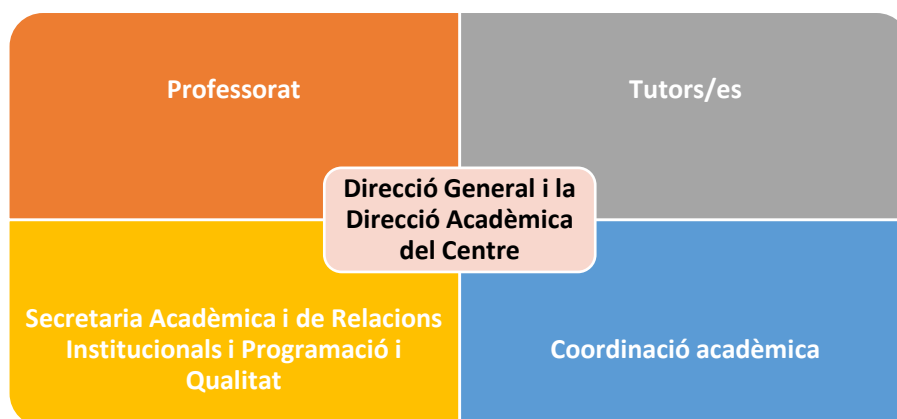 Professorat
Tutors/es
Direcció General i la
Direcció Acadèmica
del Centre
Secretaria Acadèmica i de Relacions
Institucionals i Programació i
Qualitat
Coordinació acadèmica